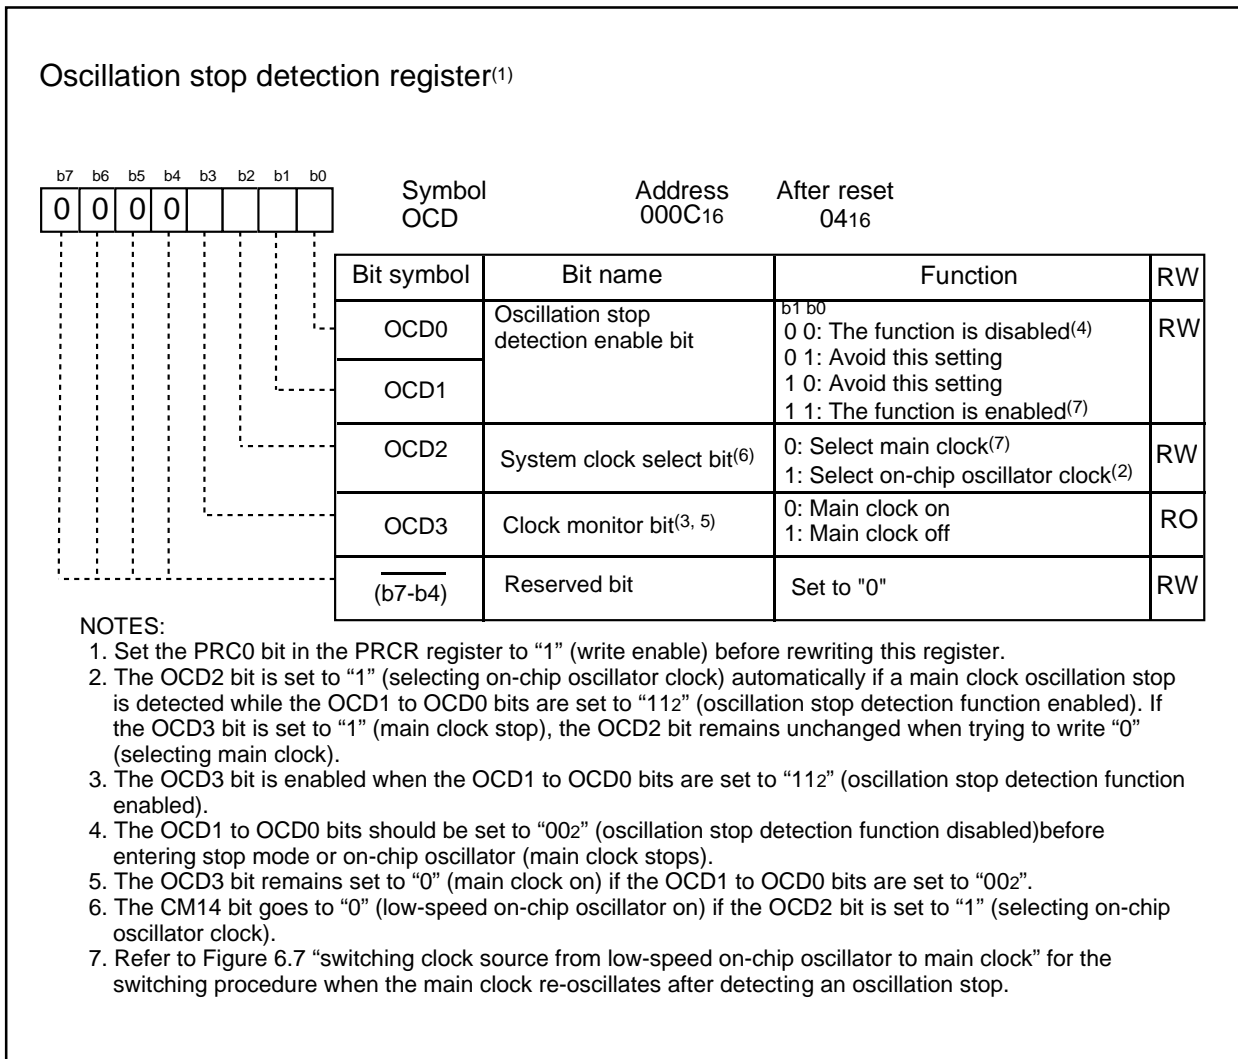 Oscillation stop detection register(1)
b7 b6 b5 b4 b3 b2 b1 b0
0 0 0 0
Symbol Address After reset
OCD 000C16 0416
Bit symbol Bit name Function RW
OCD0 Oscillation stop detection enable bit b1 b0 RW
0 0: The function is disabled(4)
0 1: Avoid this setting
OCD1 1 0: Avoid this setting
1 1: The function is enabled(7)
OCD2 System clock select bit(6) 0: Select main clock(7) RW
1: Select on-chip oscillator clock(2)
OCD3 Clock monitor bit(3, 5) 0: Main clock on RO
1: Main clock off
(b7-b4) Reserved bit Set to "0" RW
NOTES:
1. Set the PRC0 bit in the PRCR register to “1” (write enable) before rewriting this register.
2. The OCD2 bit is set to “1” (selecting on-chip oscillator clock) automatically if a main clock oscillation stop
is detected while the OCD1 to OCD0 bits are set to “112” (oscillation stop detection function enabled). If
the OCD3 bit is set to “1” (main clock stop), the OCD2 bit remains unchanged when trying to write “0”
(selecting main clock).
3. The OCD3 bit is enabled when the OCD1 to OCD0 bits are set to “112” (oscillation stop detection function
enabled).
4. The OCD1 to OCD0 bits should be set to “002” (oscillation stop detection function disabled)before
entering stop mode or on-chip oscillator (main clock stops).
5. The OCD3 bit remains set to “0” (main clock on) if the OCD1 to OCD0 bits are set to “002”.
6. The CM14 bit goes to “0” (low-speed on-chip oscillator on) if the OCD2 bit is set to “1” (selecting on-chip
oscillator clock).
7. Refer to Figure 6.7 “switching clock source from low-speed on-chip oscillator to main clock” for the
switching procedure when the main clock re-oscillates after detecting an oscillation stop.